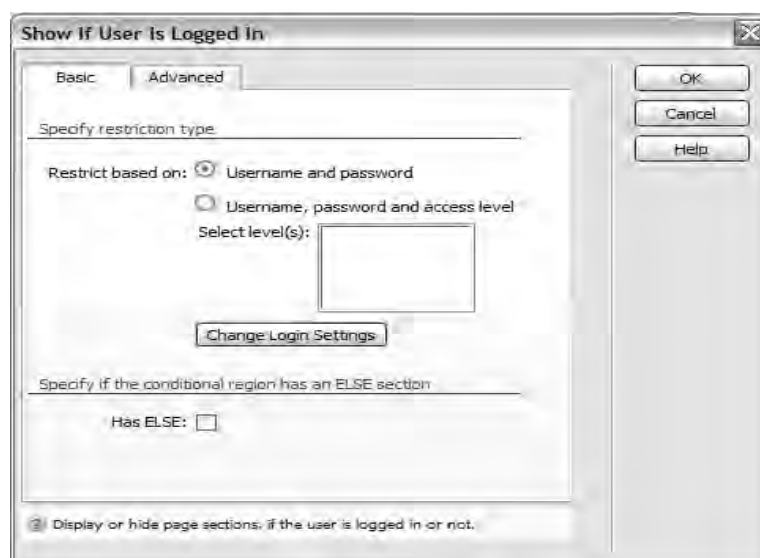 Show If User Is Logged In
Basic
Advanced
OK
Cancel
Help
Specify restriction type
Restrict based on:
Username and password
Username, password and access level
Select level(s):
Change Login Settings
Specify if the conditional region has an ELSE section
Has ELSE:
Display or hide page sections, if the user is logged in or not.